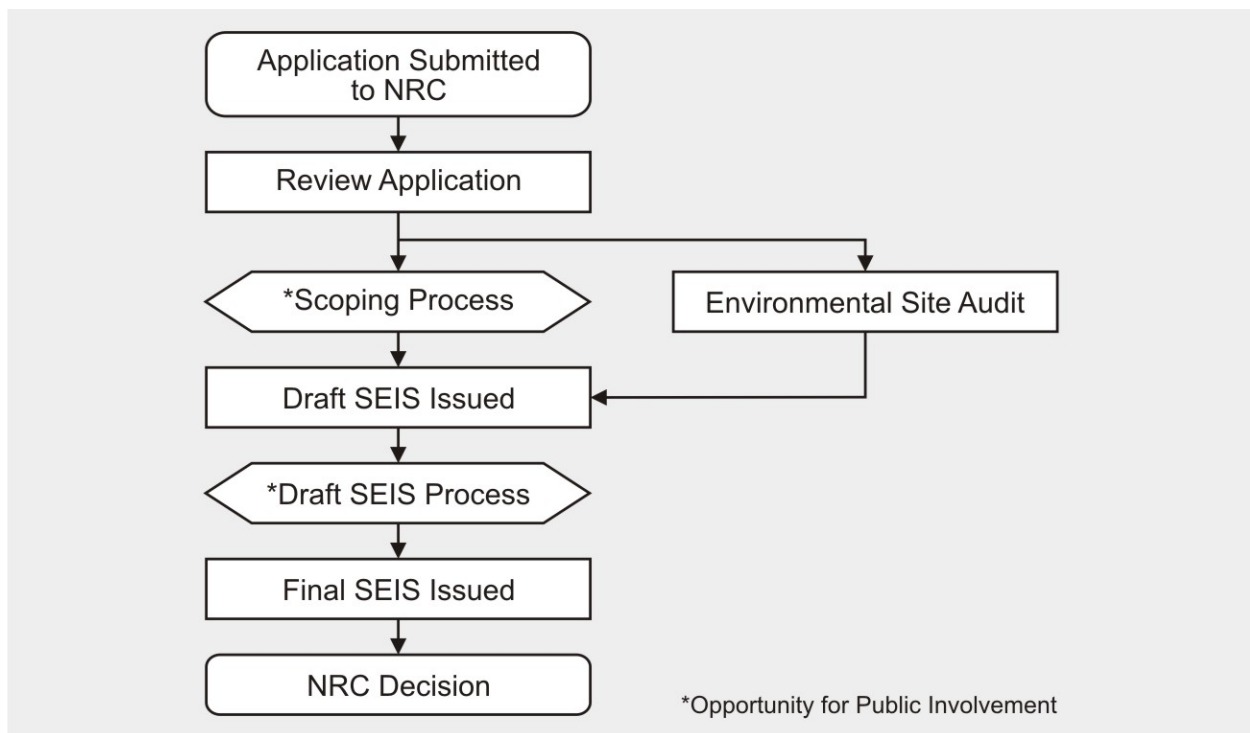 Application Submitted
to NRC
Review Application
*Scoping Process
Environmental Site Audit
Draft SEIS Issued
*Draft SEIS Process
Final SEIS Issued
NRC Decision
*Opportunity for Public Involvement